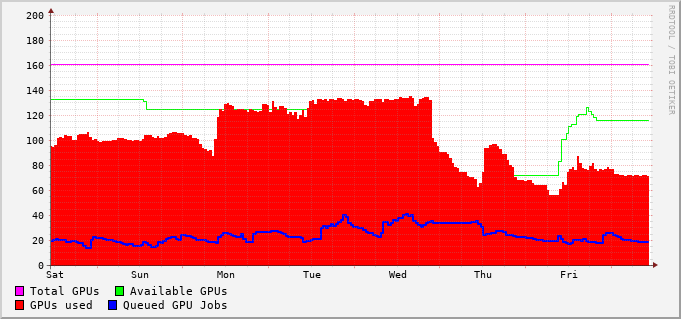 200
180
160
140
120
100
80
60
40
20
0
Sat Sun Mon Tue Wed Thu Fri
Total GPUs Available GPUs
GPUs used Queued GPU Jobs
RRDTOOL / TOBI OETIKER